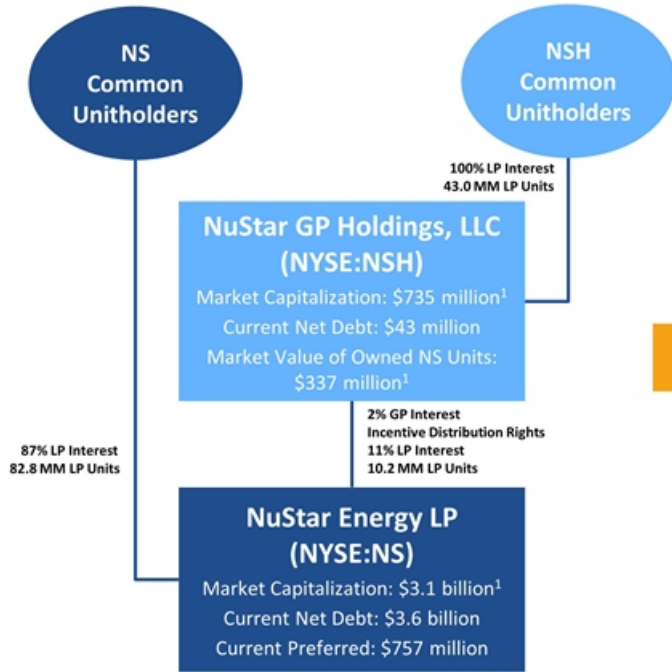 NS
Common
Unitholders
NSH
Common
Unitholders
100% LP Interest
43.0 MM LP Units
NuStar GP Holdings, LLC
(NYSE:NSH)
Market Capitalization: $735 million¹
Current Net Debt: $43 million
Market Value of Owned NS Units:
$337 million¹
2% GP Interest
Incentive Distribution Rights
11% LP Interest
10.2 MM LP Units
87% LP Interest
82.8 MM LP Units
NuStar Energy LP
(NYSE:NS)
Market Capitalization: $3.1 billion¹
Current Net Debt: $3.6 billion
Current Preferred: $757 million